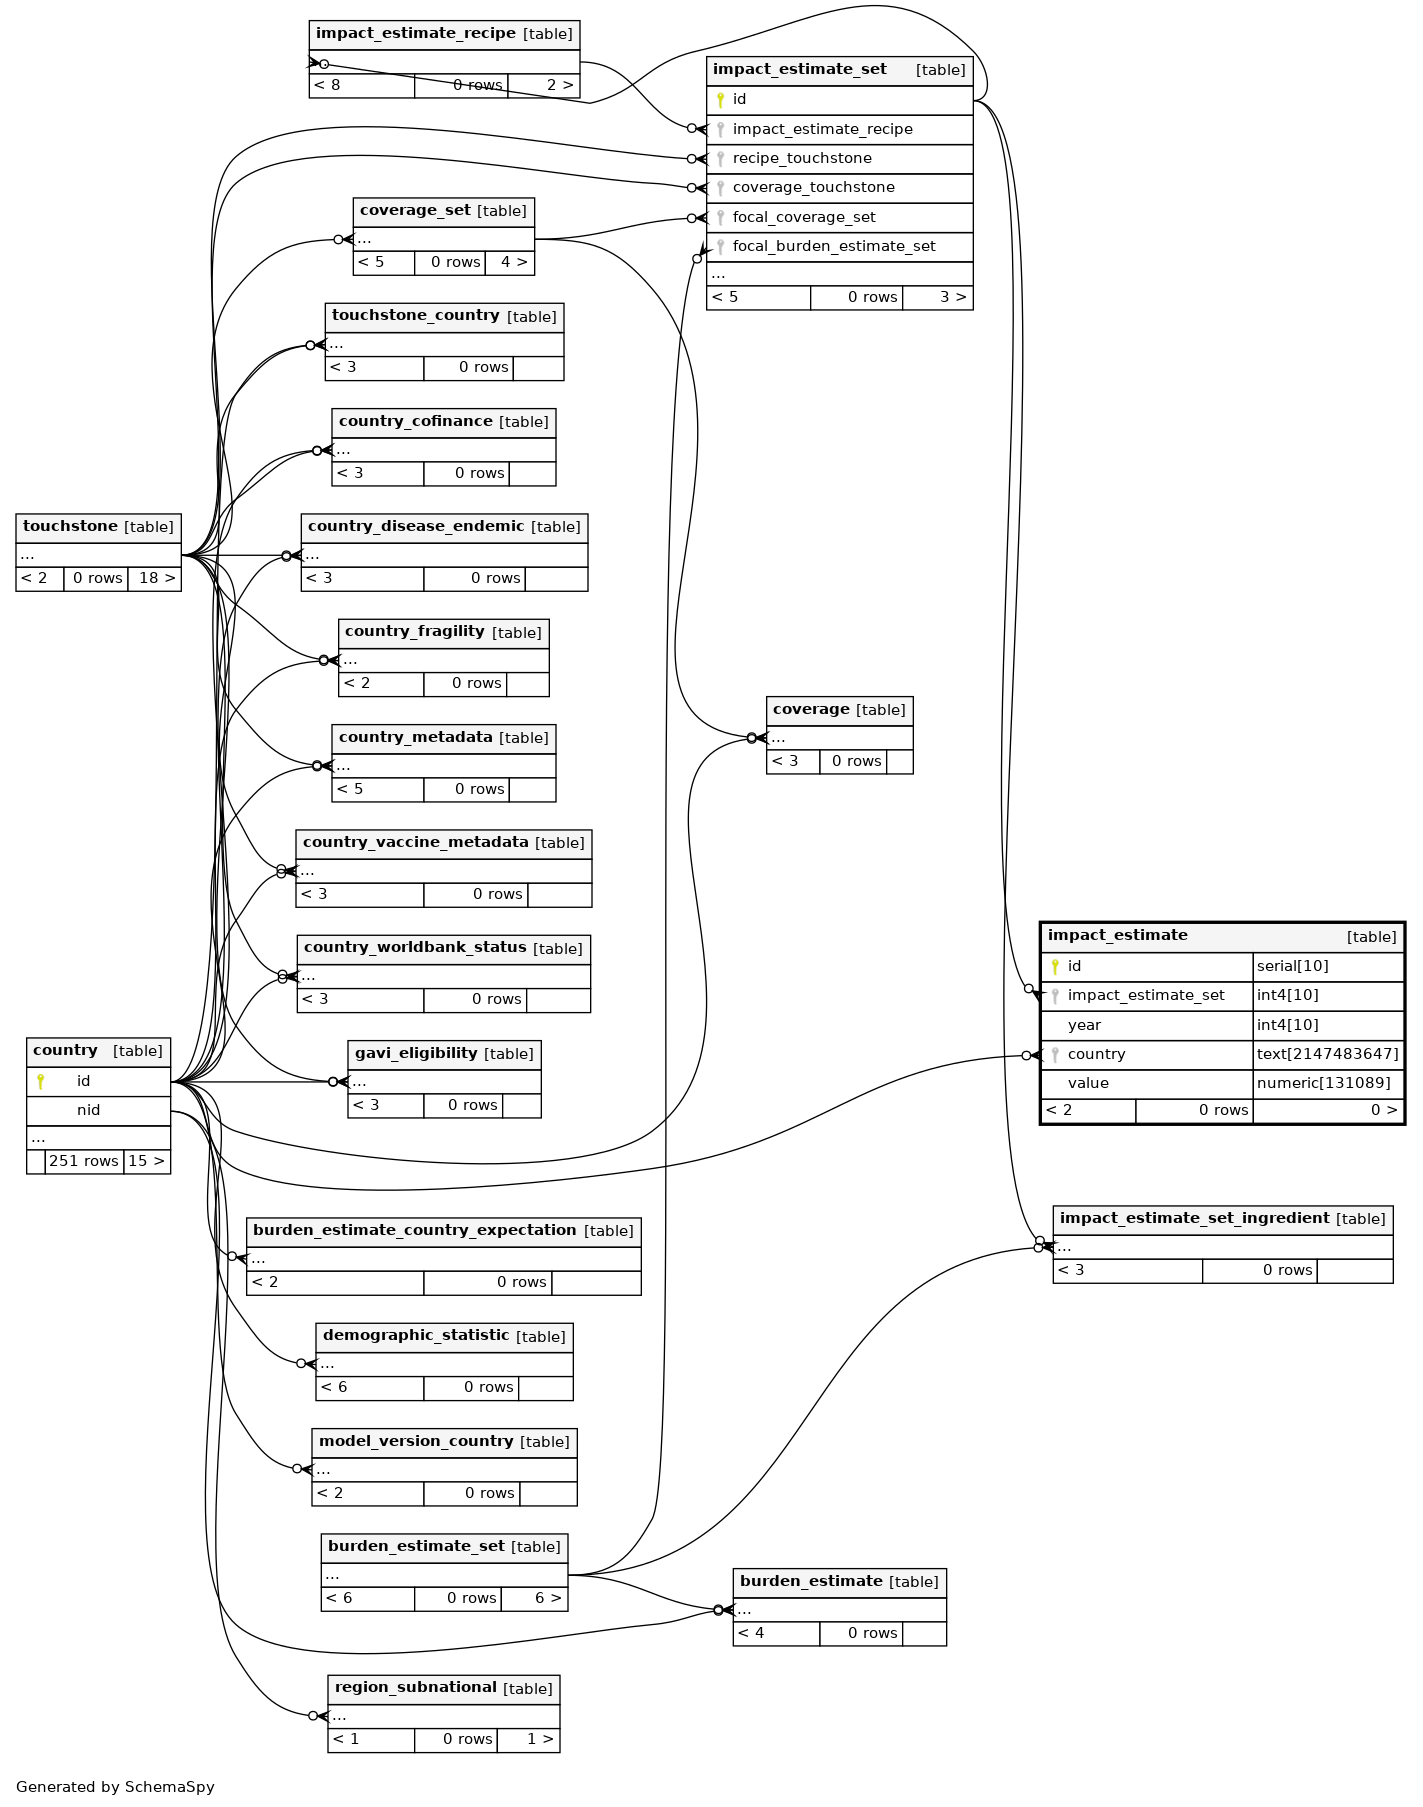 impact_estimate_recipe [table]
...
< 8 0 rows 2 >
impact_estimate_set [table]
id
impact_estimate_recipe
recipe_touchstone
coverage_touchstone
focal_coverage_set
focal_burden_estimate_set
...
< 5 0 rows 3 >
coverage_set [table]
...
< 5 0 rows 4 >
touchstone_country [table]
...
< 3 0 rows
country_cofinance [table]
...
< 3 0 rows
touchstone [table]
...
< 2 0 rows 18 >
country_disease_endemic [table]
...
< 3 0 rows
country_fragility [table]
...
< 2 0 rows
country_metadata [table]
...
< 5 0 rows
coverage [table]
...
< 3 0 rows
country_vaccine_metadata [table]
...
< 3 0 rows
country_worldbank_status [table]
...
< 3 0 rows
impact_estimate [table]
id serial[10]
impact_estimate_set int4[10]
year int4[10]
country text[2147483647]
value numeric[131089]
< 2 0 rows 0 >
country [table]
id
nid
...
251 rows 15 >
gavi_eligibility [table]
...
< 3 0 rows
burden_estimate_country_expectation [table]
...
< 2 0 rows
impact_estimate_set_ingredient [table]
...
< 3 0 rows
demographic_statistic [table]
...
< 6 0 rows
model_version_country [table]
...
< 2 0 rows
burden_estimate_set [table]
...
< 6 0 rows 6 >
burden_estimate [table]
...
< 4 0 rows
region_subnational [table]
...
< 1 0 rows 1 >
Generated by SchemaSpy